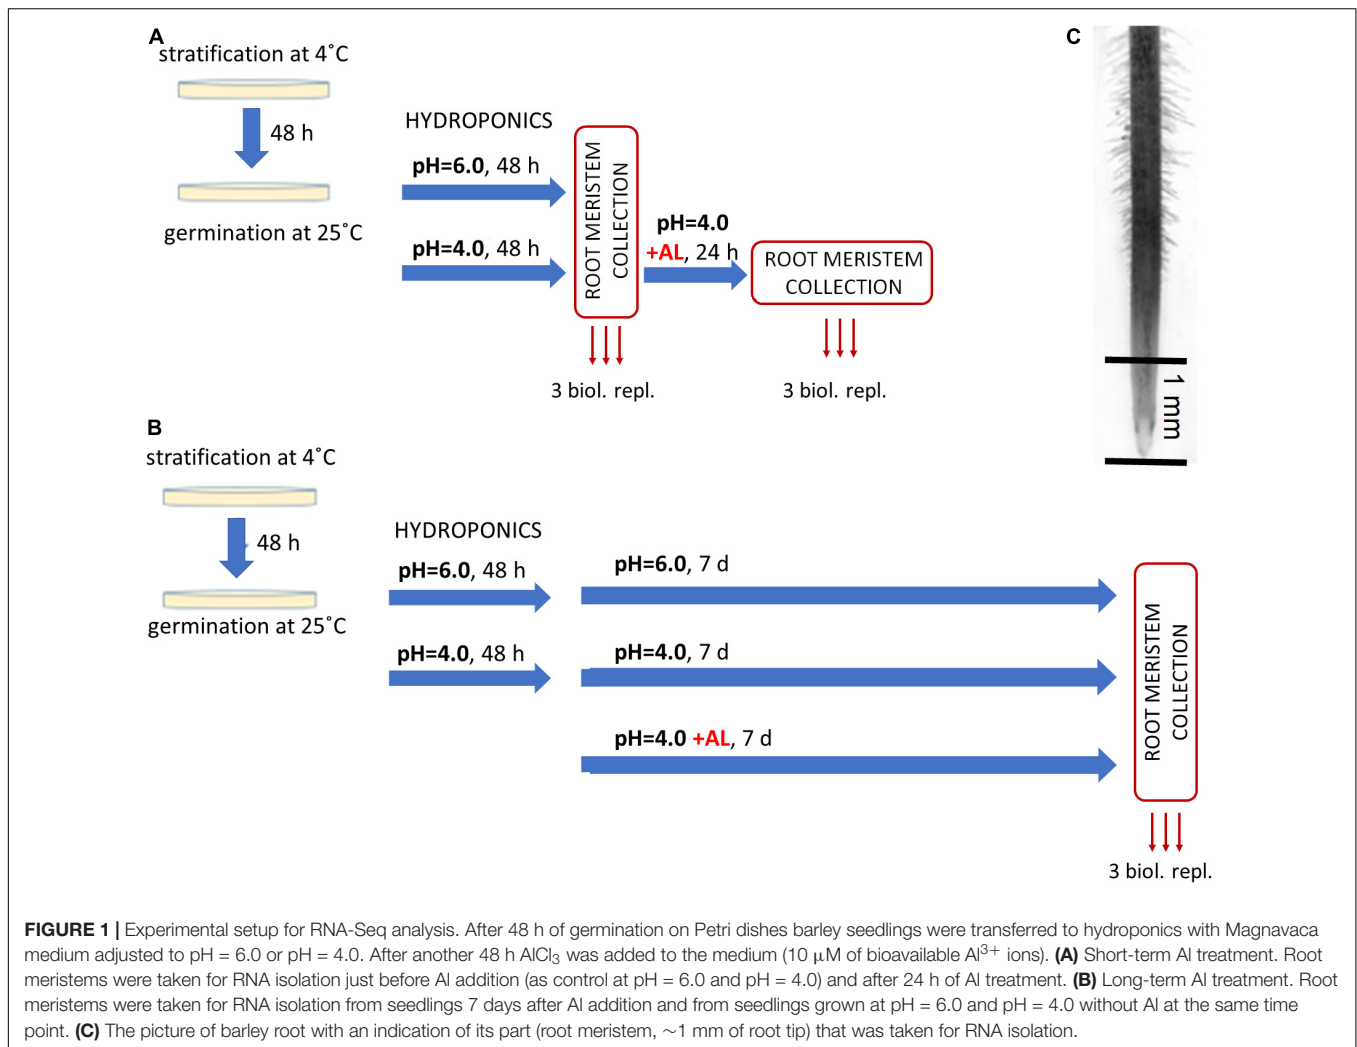 A
stratification at 4˚C
48 h
germination at 25˚C
HYDROPONICS
pH=6.0, 48 h
pH=4.0, 48 h
ROOT MERISTEM
COLLECTION
pH=4.0
+AL, 24 h
ROOT MERISTEM
COLLECTION
3 biol. repl.
3 biol. repl.
C
1 mm
B
stratification at 4˚C
48 h
germination at 25˚C
HYDROPONICS
pH=6.0, 48 h
pH=4.0, 48 h
pH=6.0, 7 d
pH=4.0, 7 d
pH=4.0 +AL, 7 d
ROOT MERISTEM
COLLECTION
3 biol. repl.
FIGURE 1 | Experimental setup for RNA-Seq analysis. After 48 h of germination on Petri dishes barley seedlings were transferred to hydroponics with Magnavaca
medium adjusted to pH = 6.0 or pH = 4.0. After another 48 h AlCl₃ was added to the medium (10 μM of bioavailable Al³⁺ ions). (A) Short-term Al treatment. Root
meristems were taken for RNA isolation just before Al addition (as control at pH = 6.0 and pH = 4.0) and after 24 h of Al treatment. (B) Long-term Al treatment. Root
meristems were taken for RNA isolation from seedlings 7 days after Al addition and from seedlings grown at pH = 6.0 and pH = 4.0 without Al at the same time
point. (C) The picture of barley root with an indication of its part (root meristem, ∼1 mm of root tip) that was taken for RNA isolation.